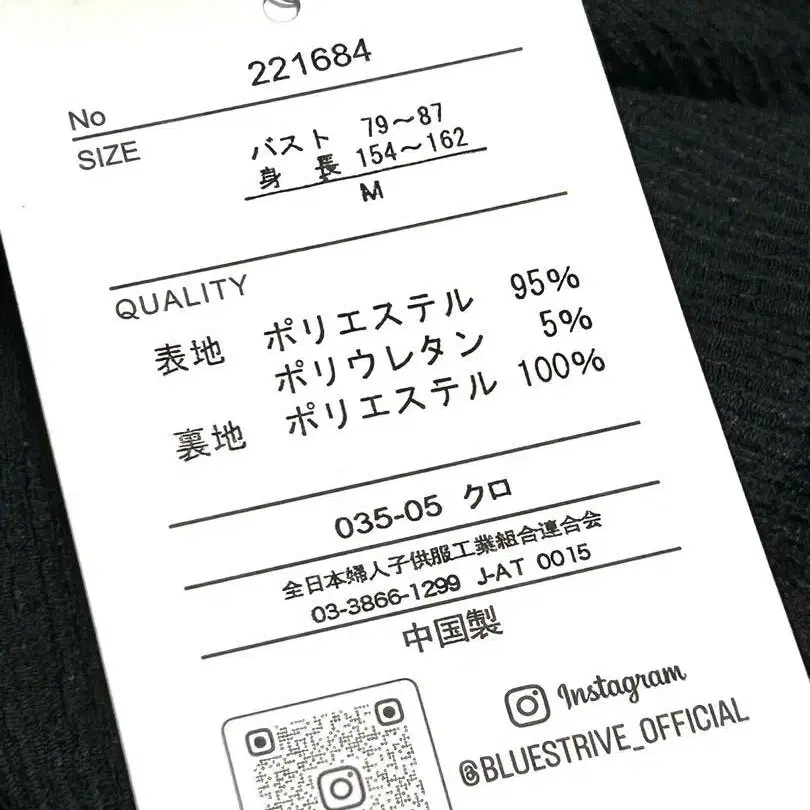 No 221684
SIZE バスト 79～87
身長 154～162
M
QUALITY
表地 ポリエステル 95%
ポリウレタン 5%
裏地 ポリエステル 100%
035-05 クロ
全日本婦人子供服工業組合連合会
03-3866-1299 J-AT 0015
中国製
Instagram
@BLUESTRIVE_OFFICIAL